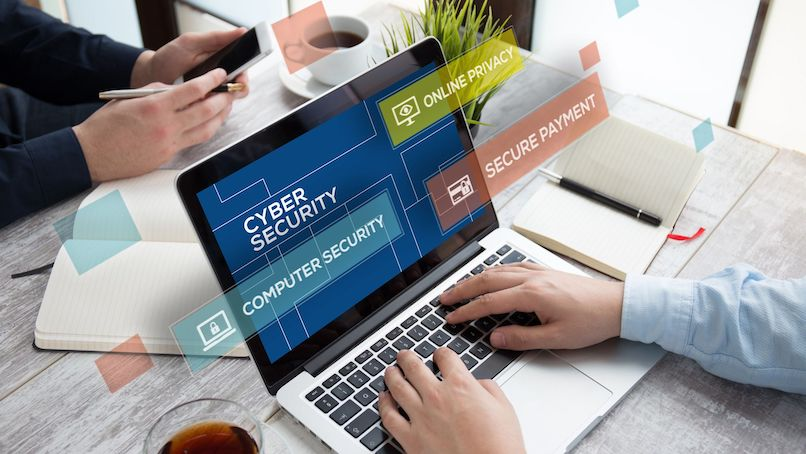 ONLINE PRIVACY
SECURE PAYMENT
CYBER
SECURITY
COMPUTER SECURITY